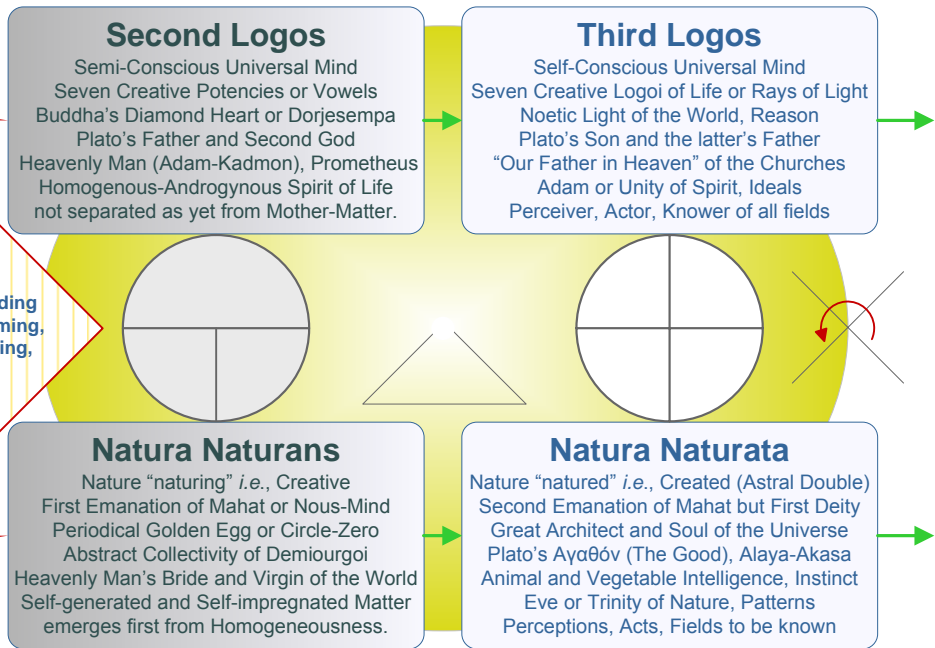 Second Logos
Semi-Conscious Universal Mind
Seven Creative Potencies or Vowels
Buddha's Diamond Heart or Dorjesempa
Plato's Father and Second God
Heavenly Man (Adam-Kadmon), Prometheus
Homogenous-Androgynous Spirit of Life
not separated as yet from Mother-Matter.
Third Logos
Self-Conscious Universal Mind
Seven Creative Logoi of Life or Rays of Light
Noetic Light of the World, Reason
Plato's Son and the latter's Father
“Our Father in Heaven” of the Churches
Adam or Unity of Spirit, Ideals
Perceiver, Actor, Knower of all fields
Natura Naturans
Nature “naturing” i.e., Creative
First Emanation of Mahat or Nous-Mind
Periodical Golden Egg or Circle-Zero
Abstract Collectivity of Demiourgoi
Heavenly Man's Bride and Virgin of the World
Self-generated and Self-impregnated Matter
emerges first from Homogeneousness.
Natura Naturata
Nature “natured” i.e., Created (Astral Double)
Second Emanation of Mahat but First Deity
Great Architect and Soul of the Universe
Plato's Αγαθόν (The Good), Alaya-Akasa
Animal and Vegetable Intelligence, Instinct
Eve or Trinity of Nature, Patterns
Perceptions, Acts, Fields to be known